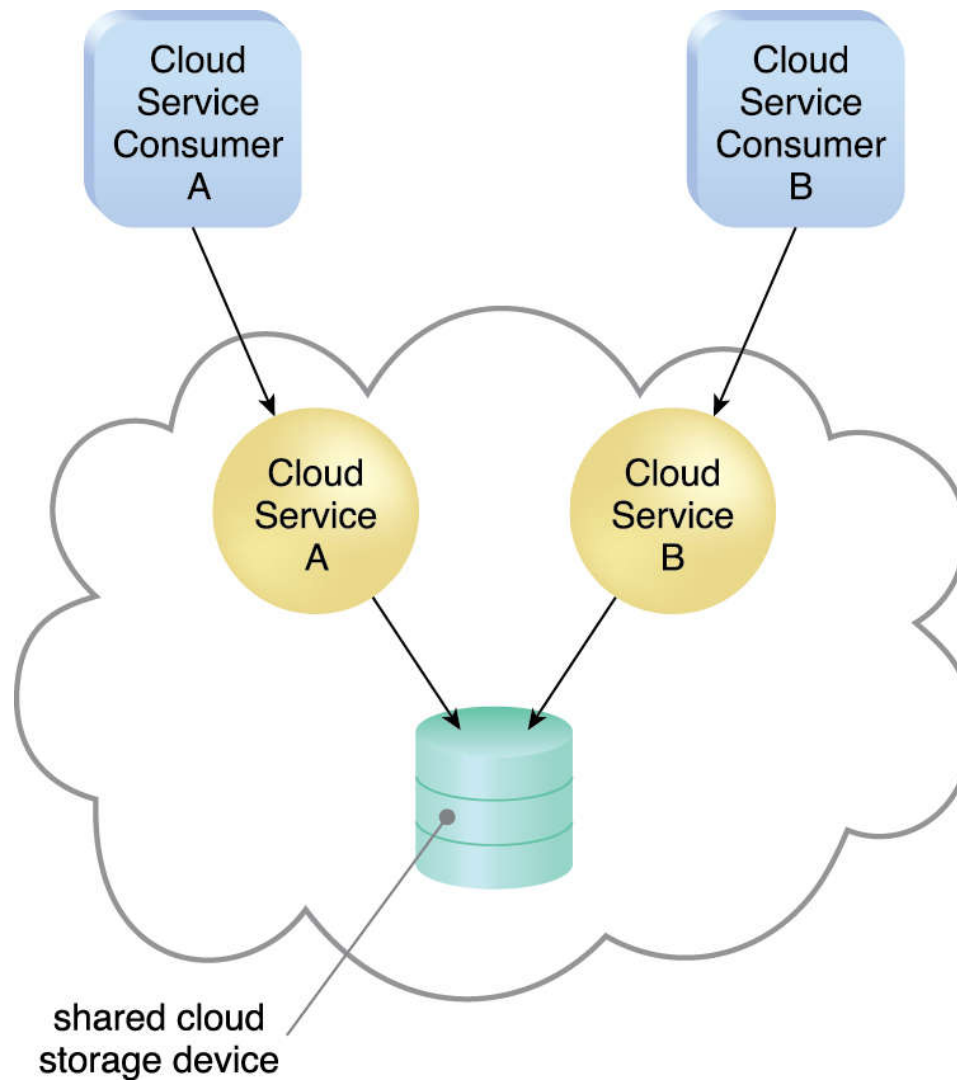 Cloud
Service
Consumer
A
Cloud
Service
Consumer
B
Cloud
Service
A
Cloud
Service
B
shared cloud
storage device